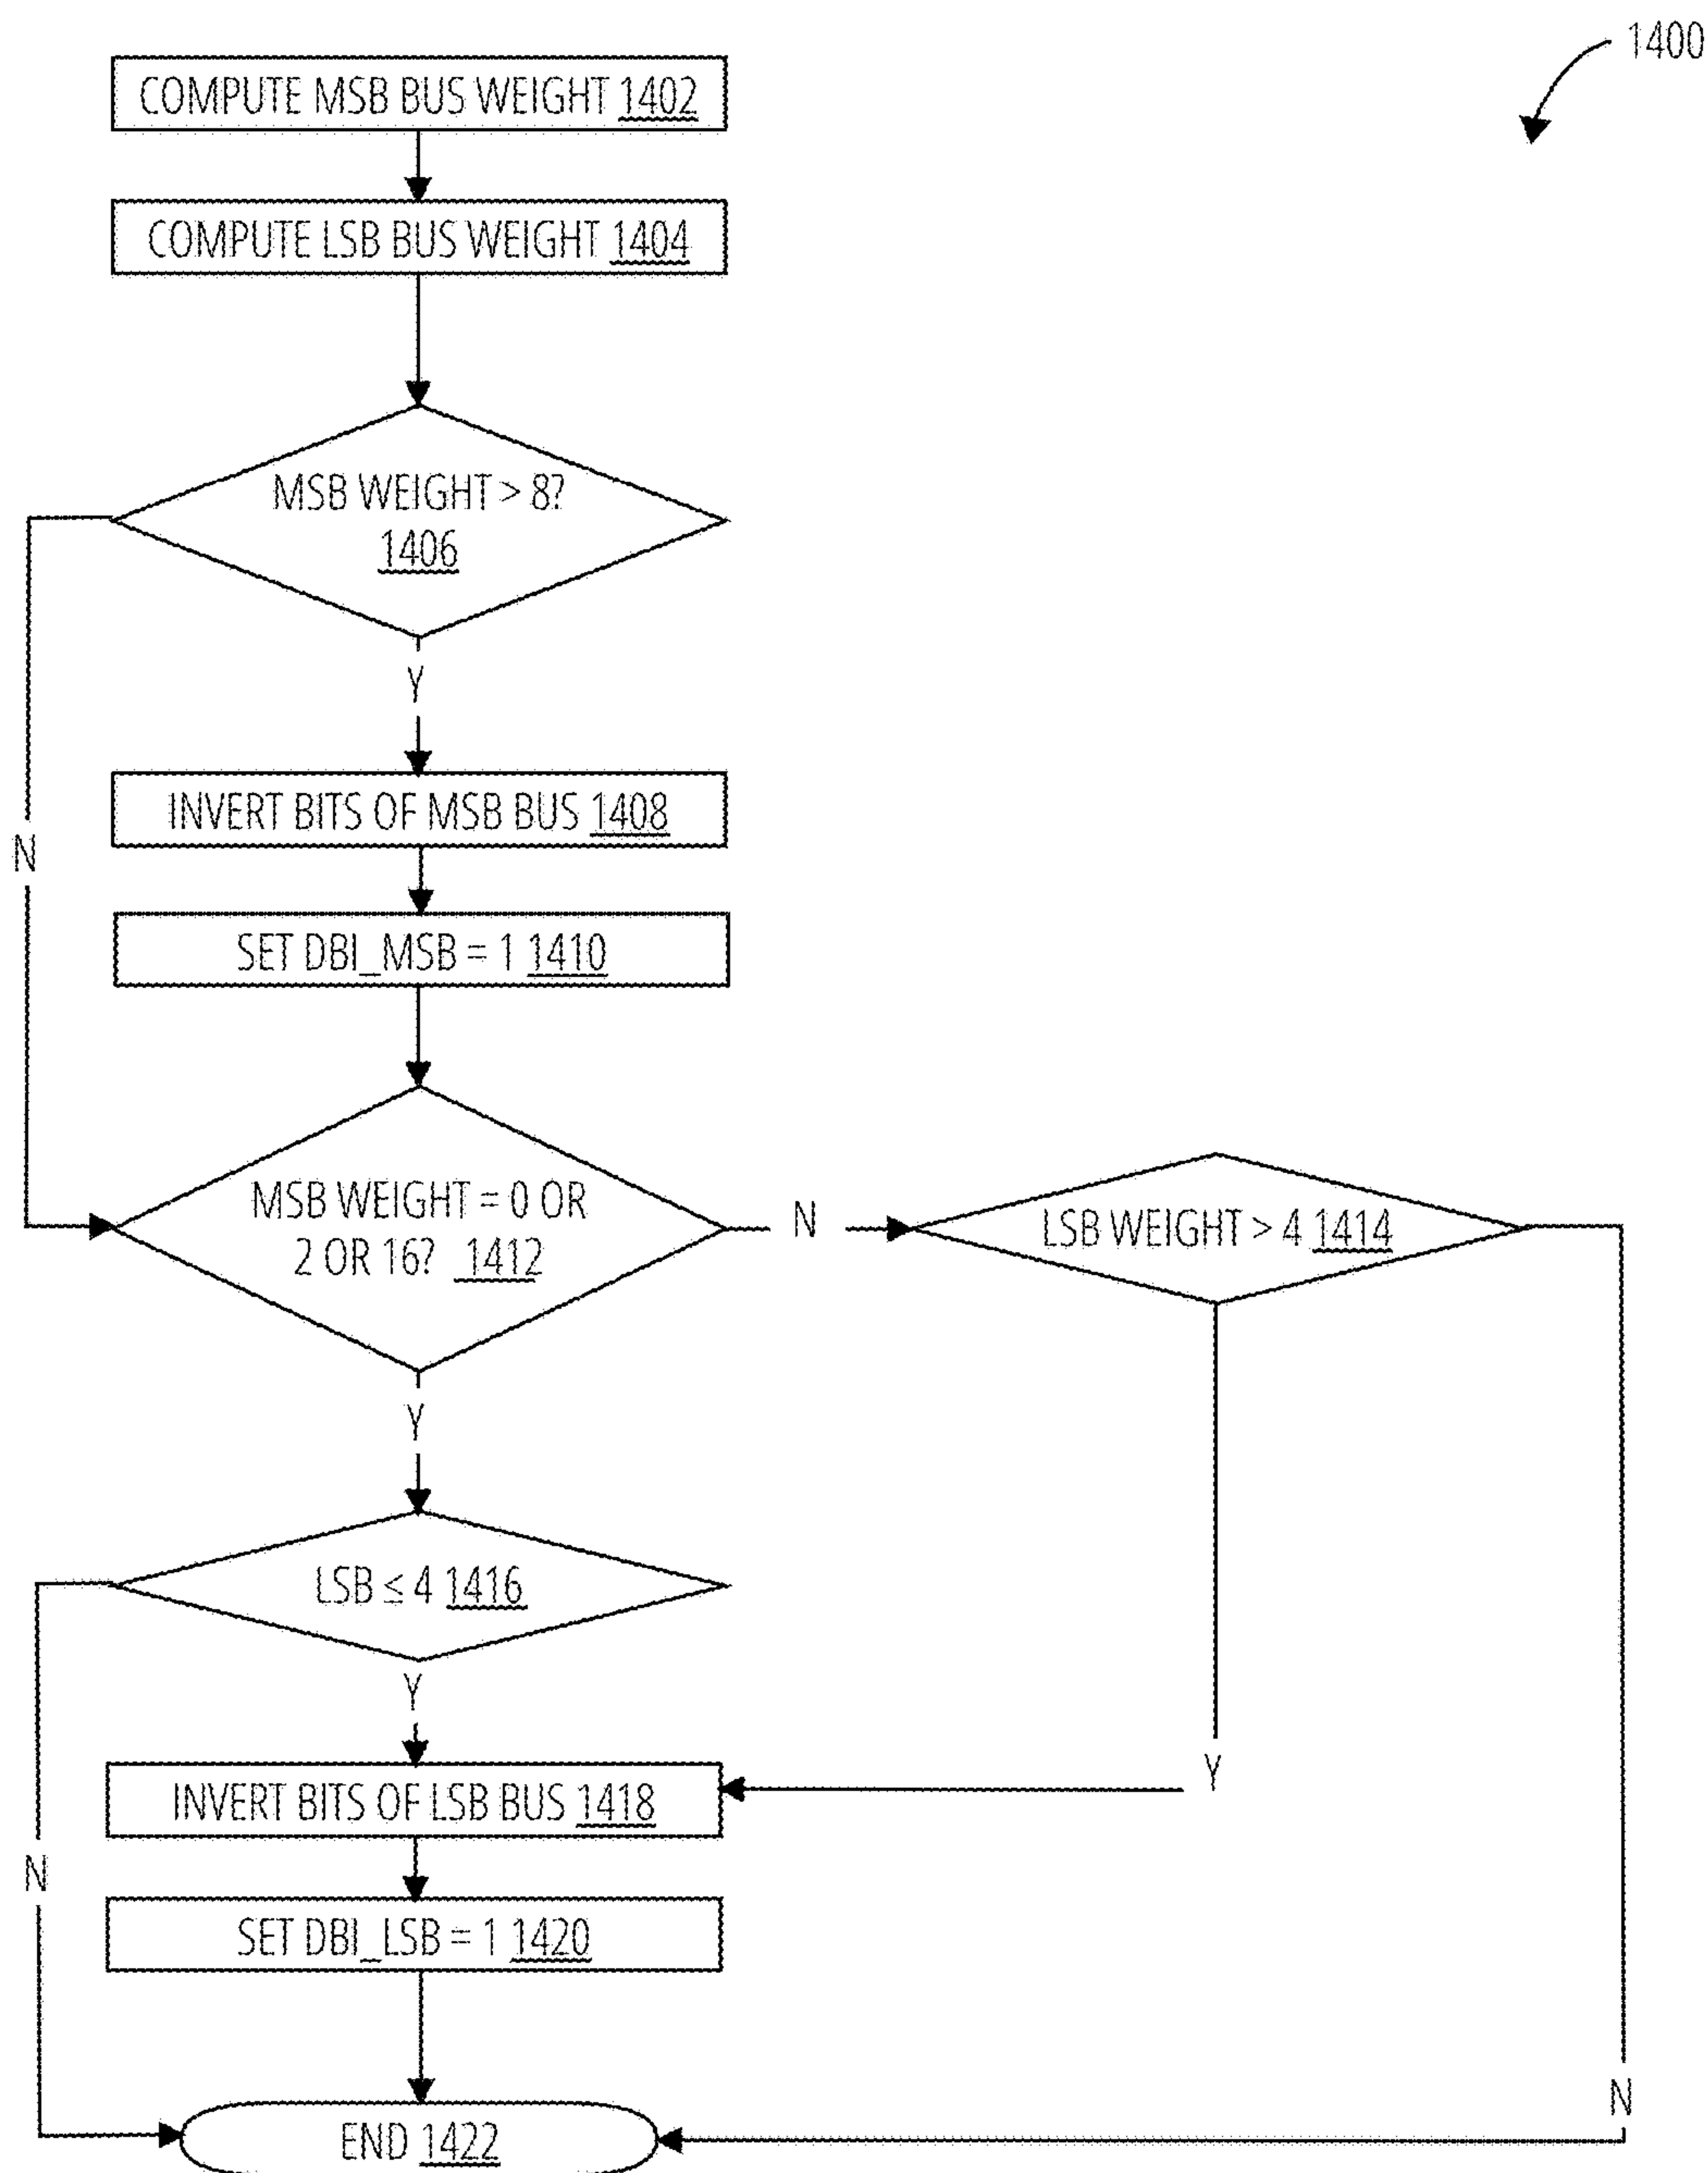 1400
COMPUTE MSB BUS WEIGHT 1402
COMPUTE LSB BUS WEIGHT 1404
MSB WEIGHT > 8?
1406
Y
N
INVERT BITS OF MSB BUS 1408
SET DBI_MSB = 1 1410
MSB WEIGHT = 0 OR
2 OR 16? 1412
N
LSB WEIGHT > 4 1414
Y
LSB ≤ 4 1416
Y
Y
INVERT BITS OF LSB BUS 1418
N
SET DBI_LSB = 1 1420
N
END 1422